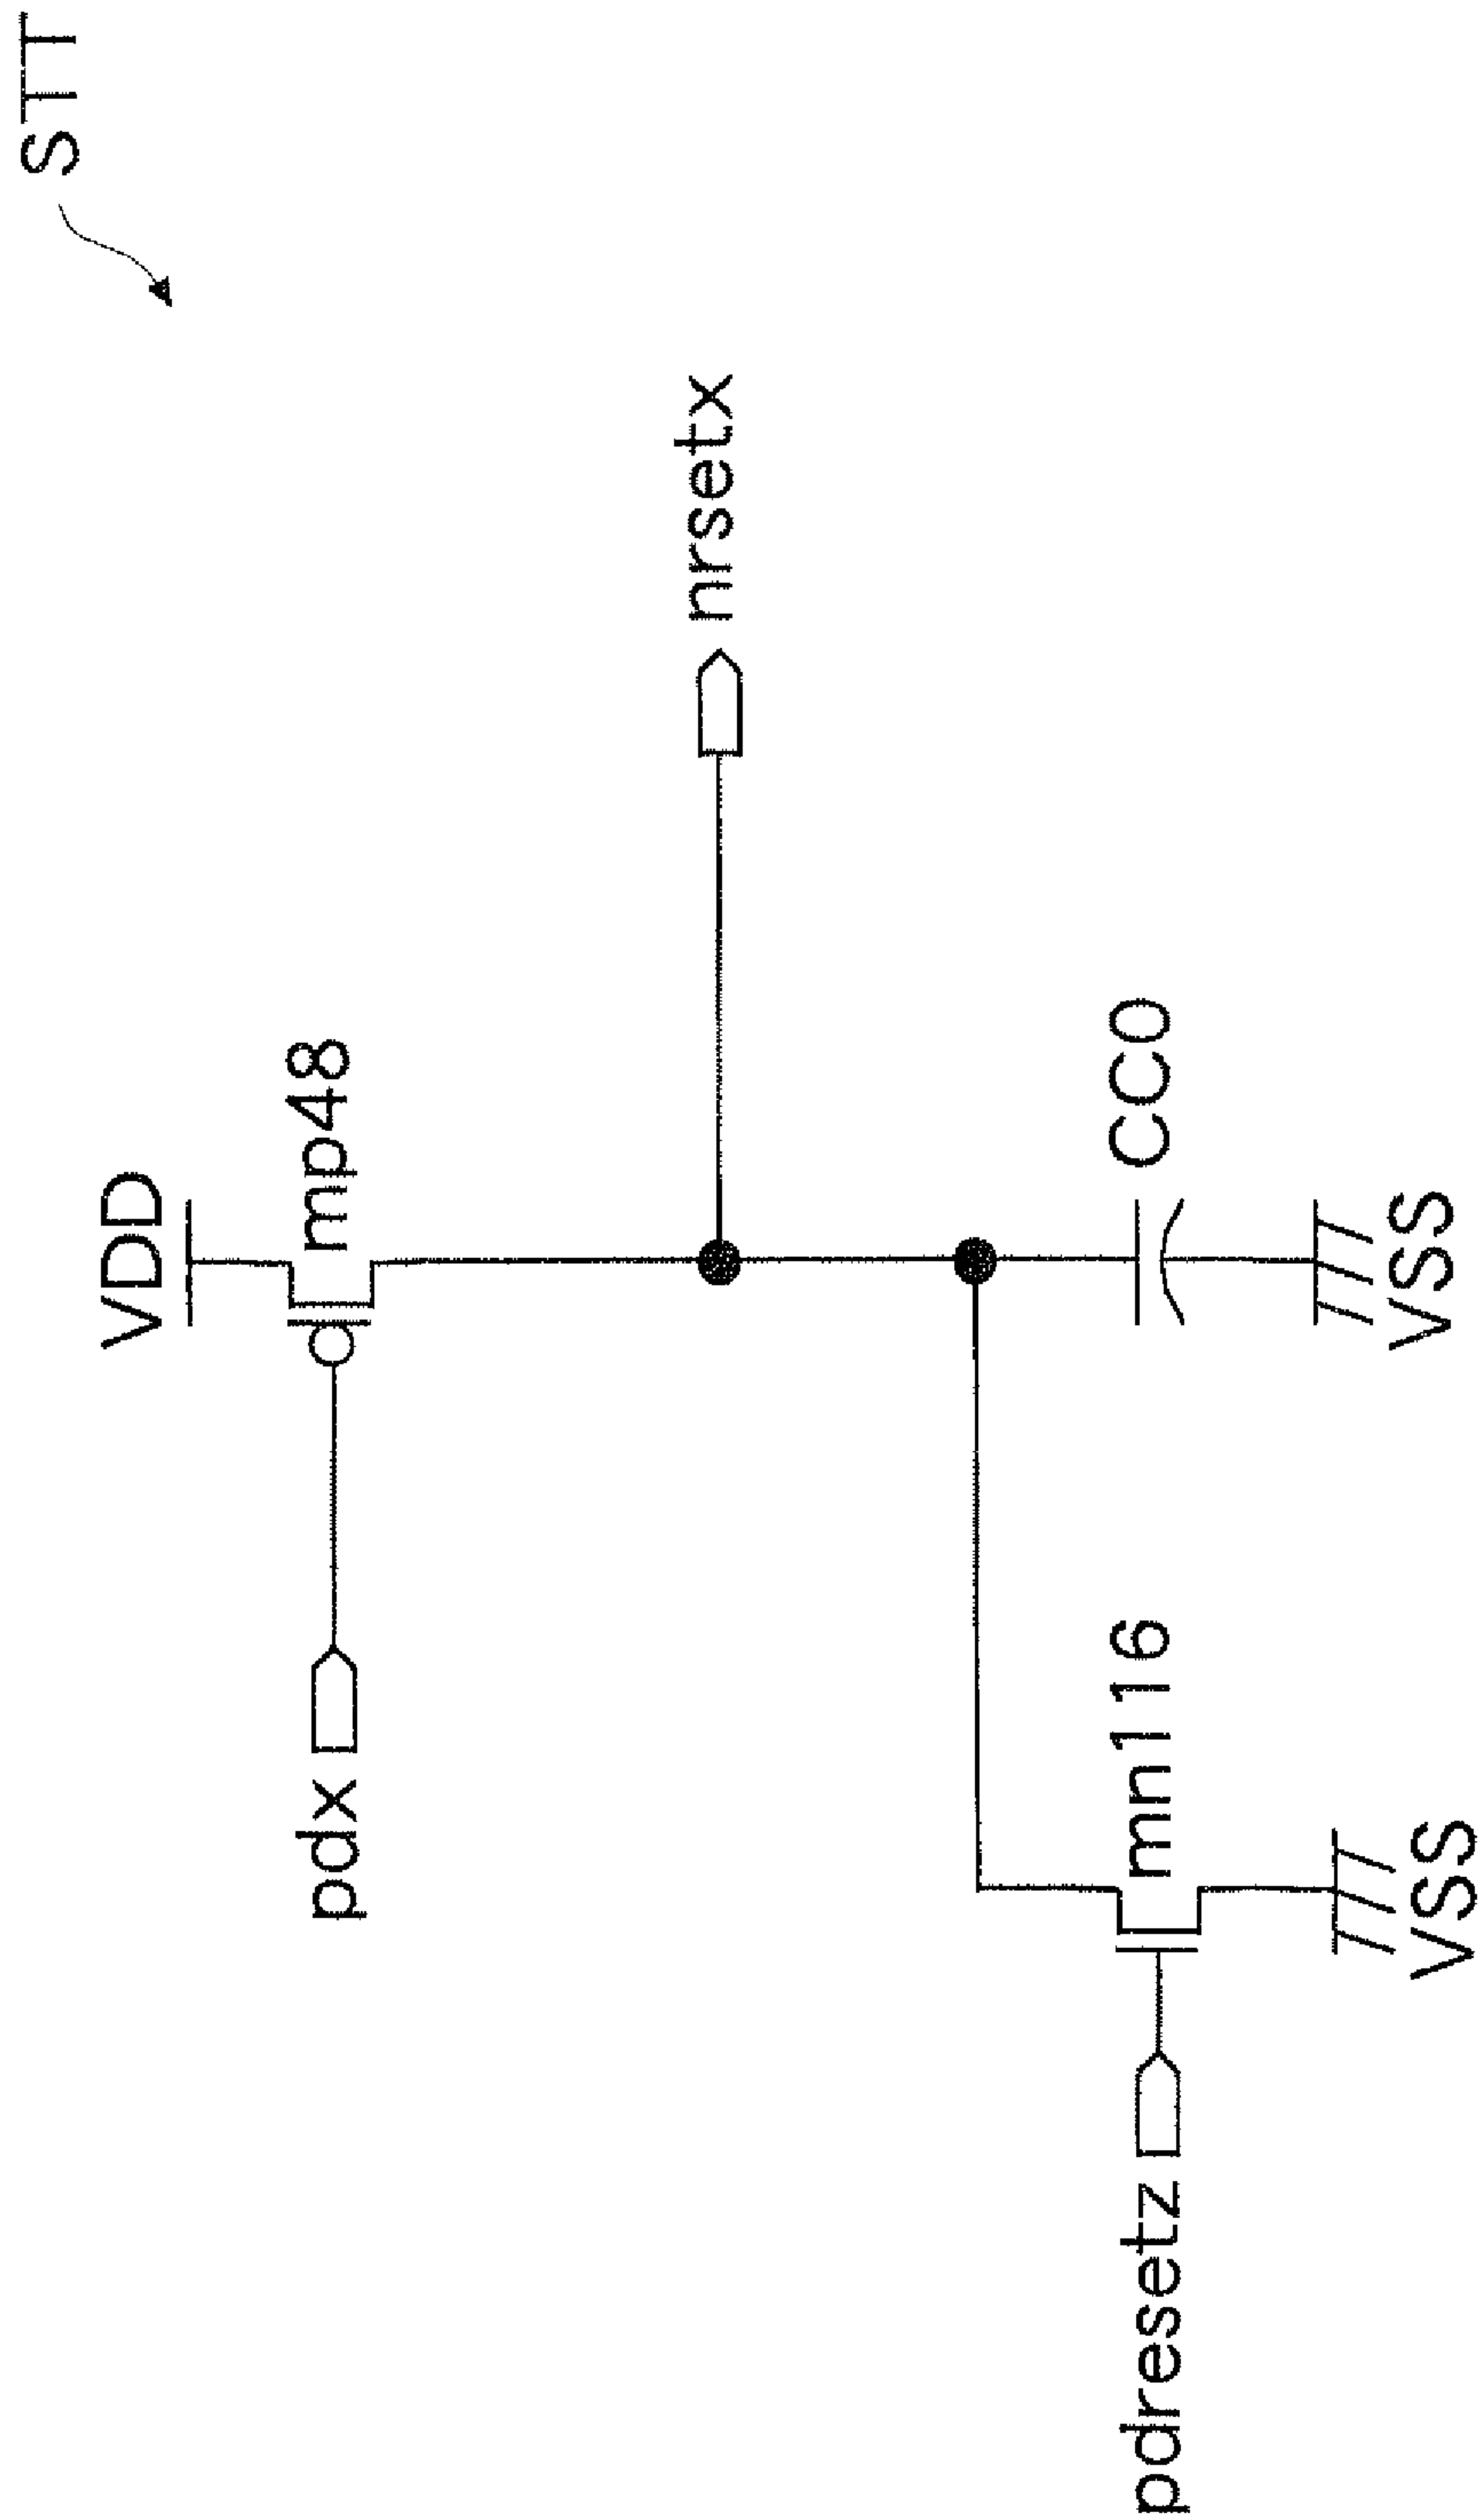 STT
VDD
mp48
pdx
nrsetx
CC0
mn116
pdresetz
VSS
VSS